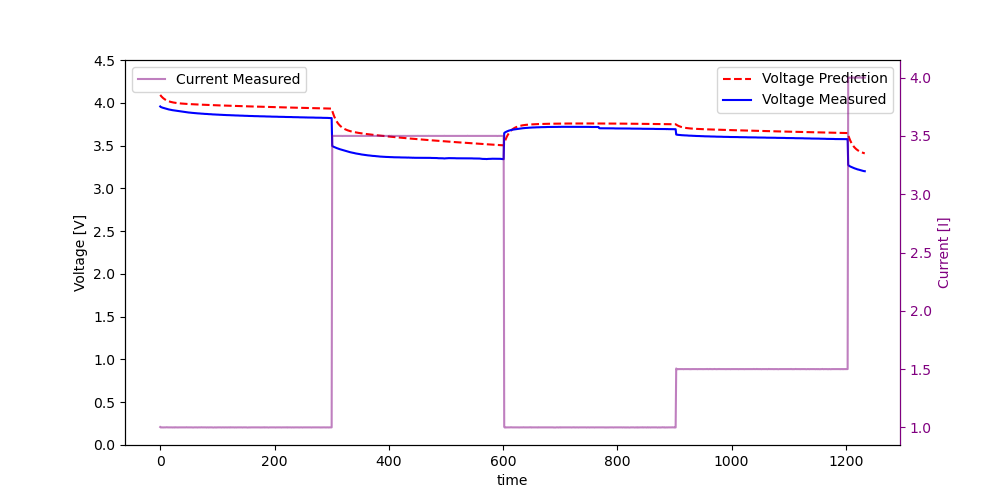 Current Measured
Voltage Prediction
Voltage Measured
4.5
4.0
3.5
3.0
2.5
2.0
1.5
1.0
0.5
0.0
Voltage [V]
4.0
3.5
3.0
2.5
2.0
1.5
1.0
Current [I]
0 200 400 600 800 1000 1200
time